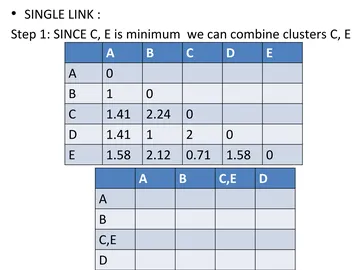 • SINGLE LINK :
Step 1: SINCE C, E is minimum we can combine clusters C, E
A B C D E
A 0
B 1 0
C 1.41 2.24 0
D 1.41 1 2 0
E 1.58 2.12 0.71 1.58 0
A B C,E D
A
B
C,E
D